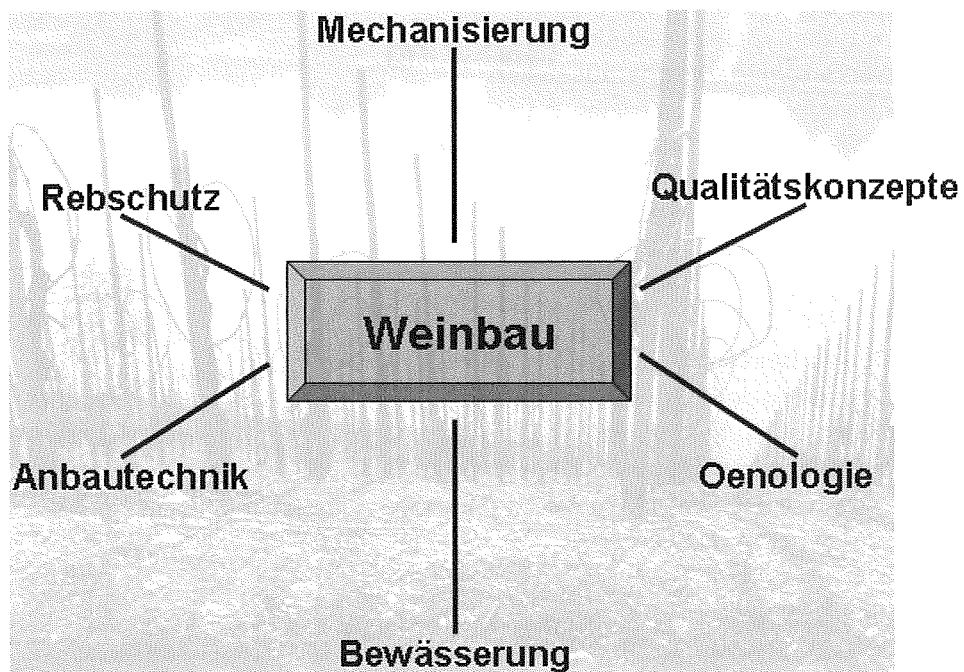 Mechanisierung
Rebschutz
Qualitätskonzepte
Weinbau
Anbautechnik
Oenologie
Bewässerung